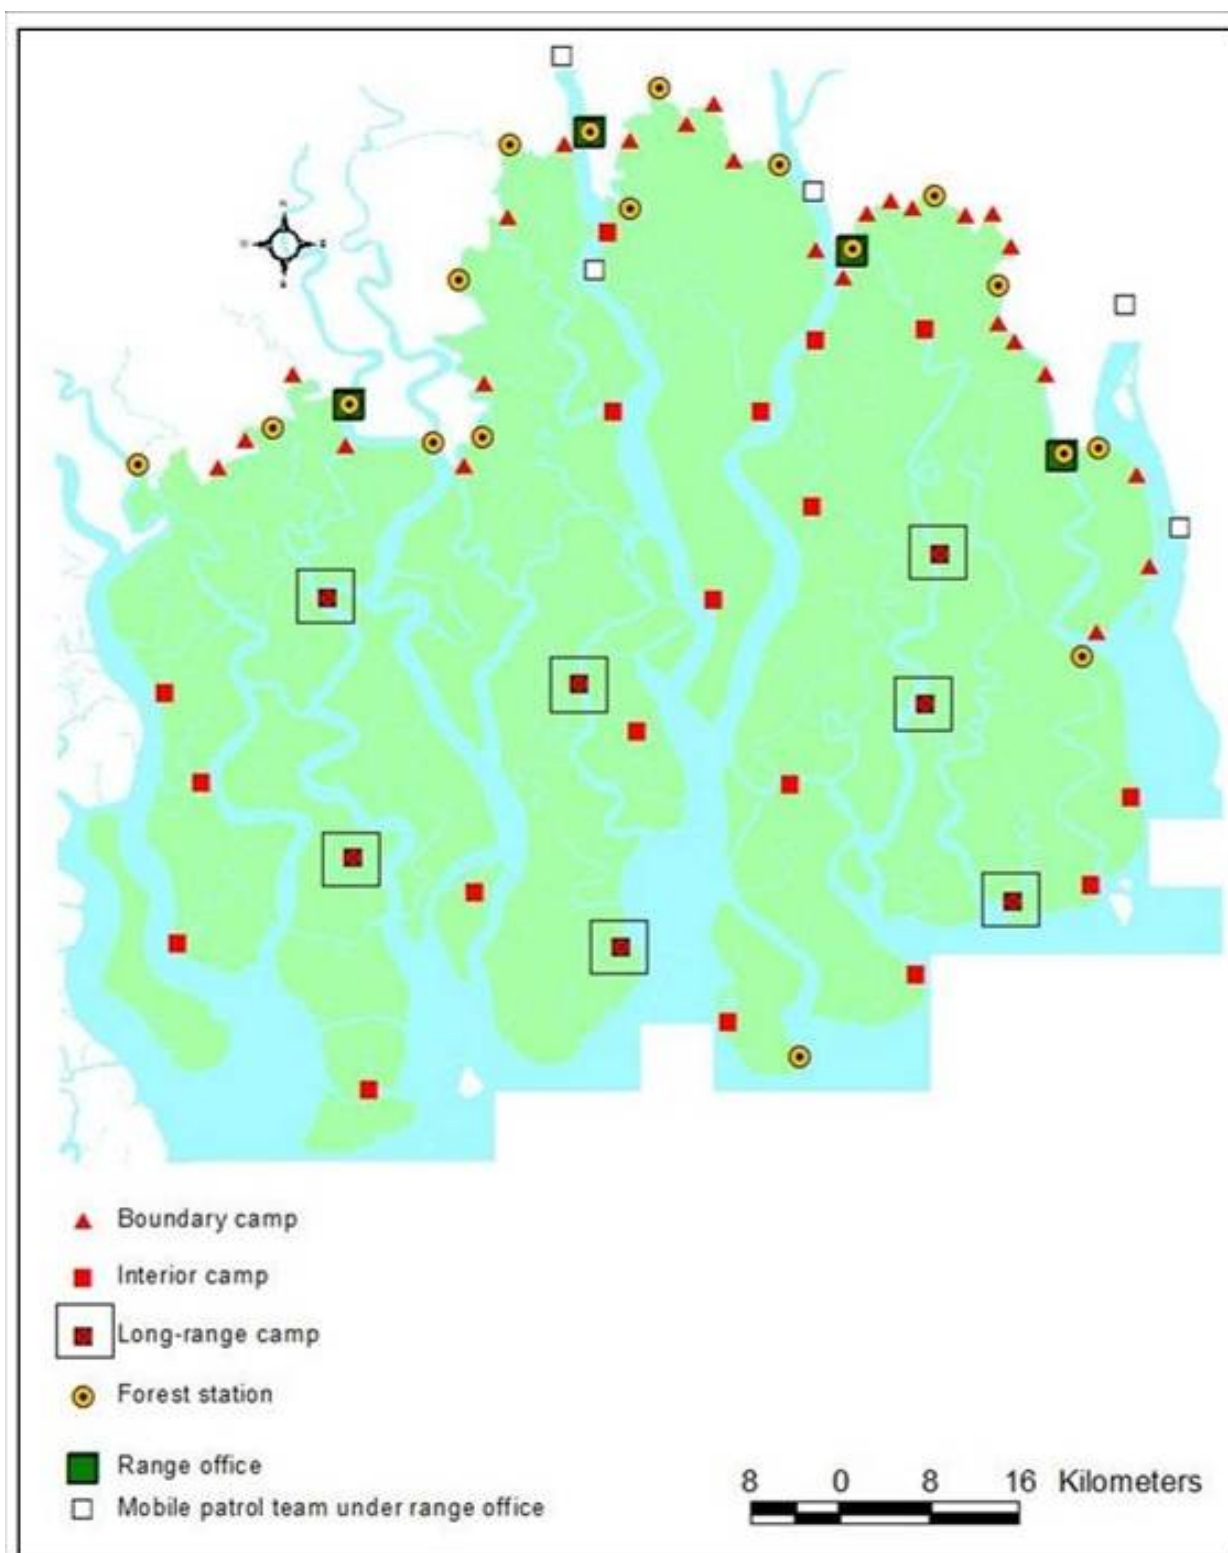 Boundary camp
Interior camp
Long-range camp
Forest station
Range office
Mobile patrol team under range office
8 0 8 16 Kilometers